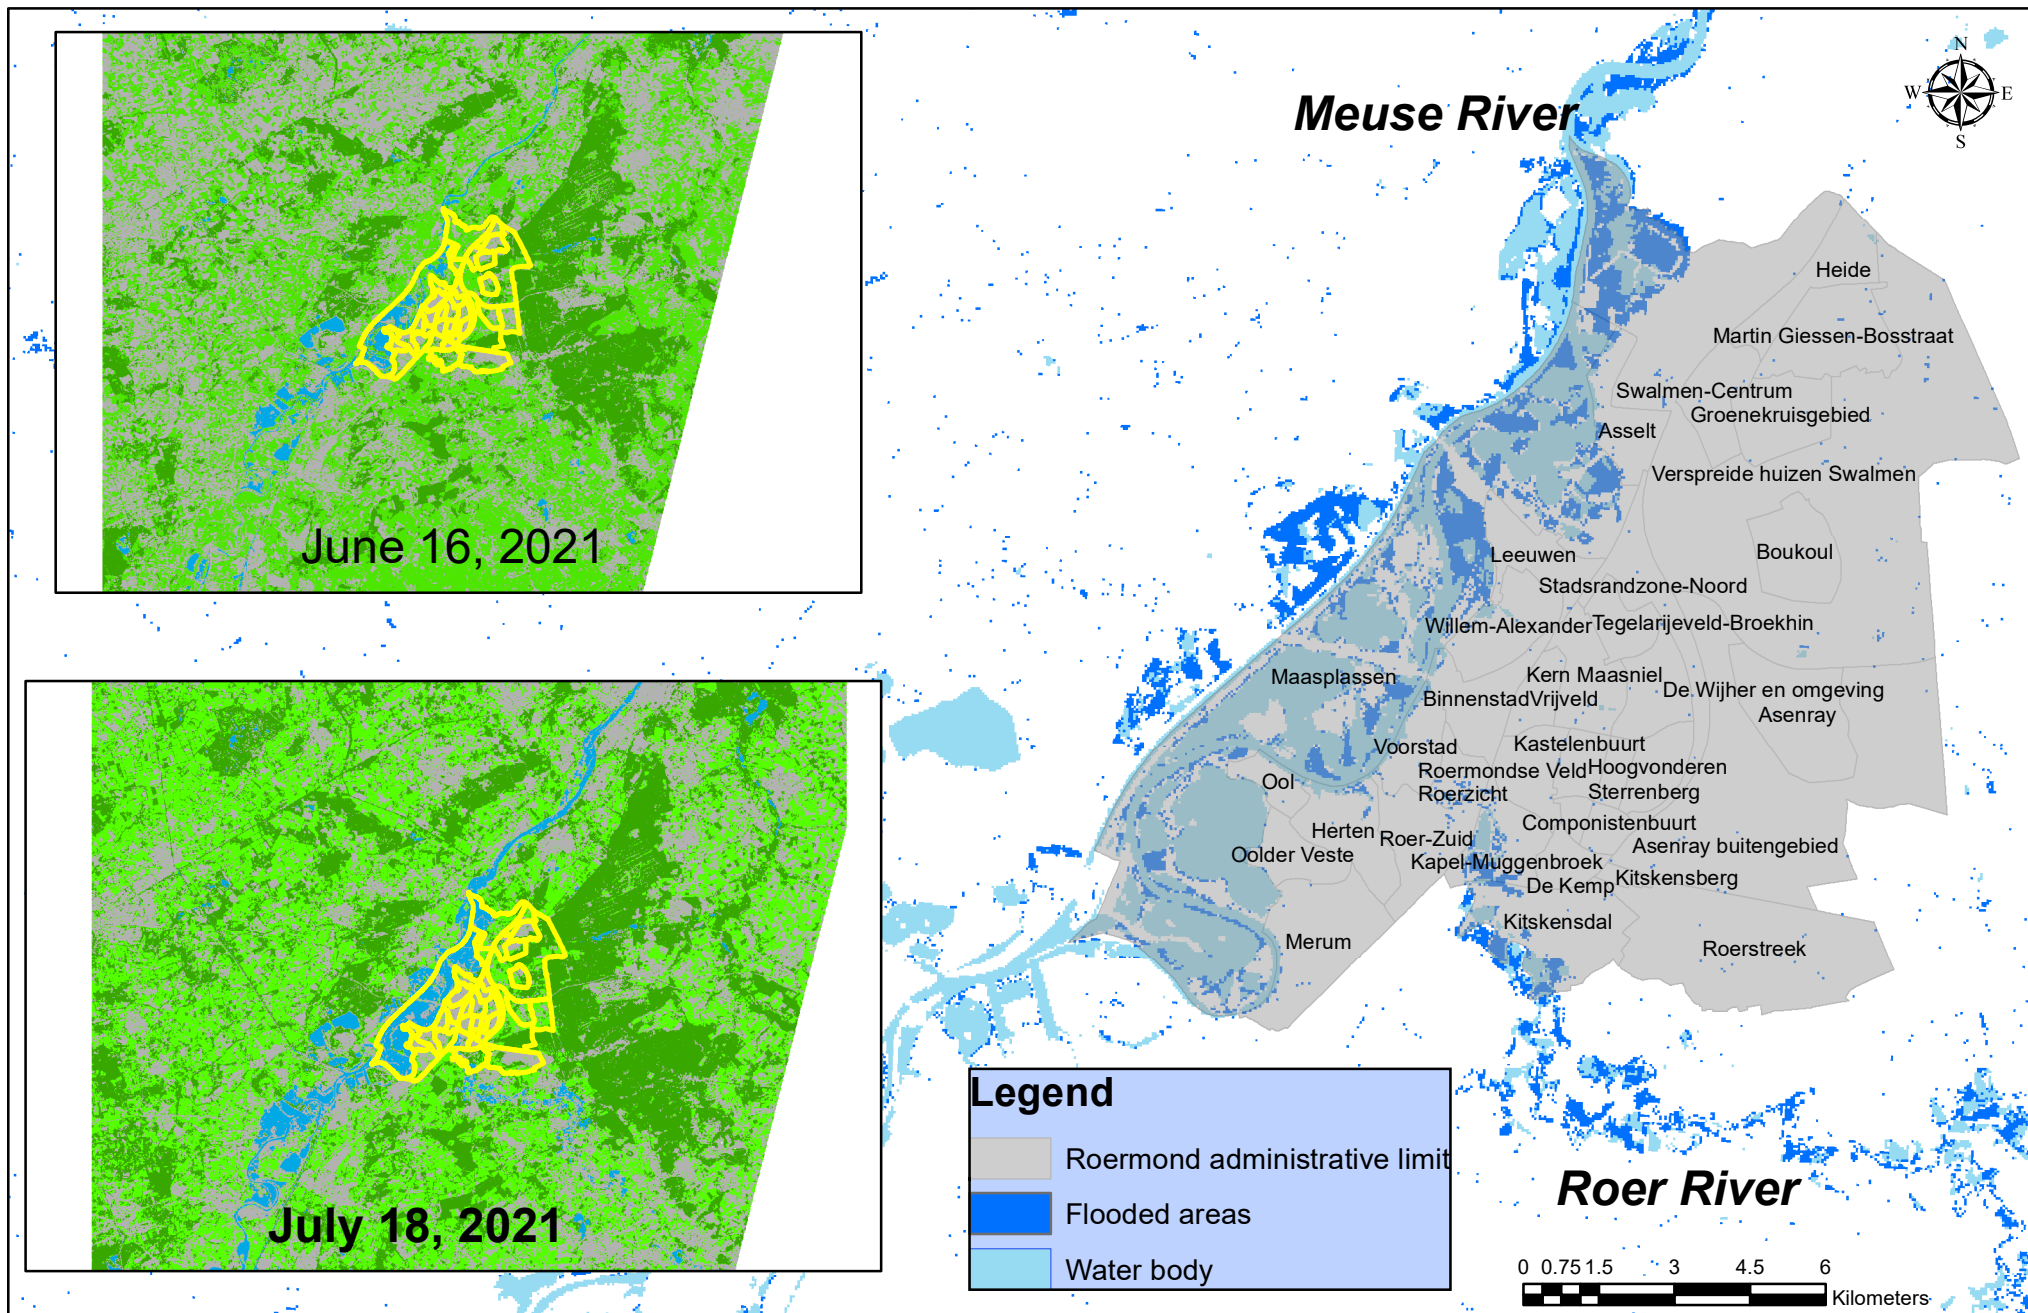 June 16, 2021
July 18, 2021
Meuse River
N
W E
S
Heide
Martin Giessen-Bosstraat
Swalmen-Centrum
Groenekruisgebied
Asselt
Verspreide huizen Swalmen
Leeuwen
Boukoul
Stadsrandzone-Noord
Willem-Alexander
Tegelarijeveld-Broekhin
Maasplassen
Kern Maasniel
De Wijher en omgeving
Binnenstad
Vrijveld
Asenray
Voorstad
Kastelenbuurt
Roermondse Veld
Hoogvonderen
Ool
Roerzicht
Sterrenberg
Herten
Roer-Zuid
Componistenbuurt
Asenray buitengebied
Oolder Veste
Kapel-Muggenbroek
De Kemp
Kitskensberg
Kitskensdal
Merum
Roerstreek
Legend
Roermond administrative limit
Flooded areas
Water body
Roer River
0 0.75 1.5 3 4.5 6
Kilometers